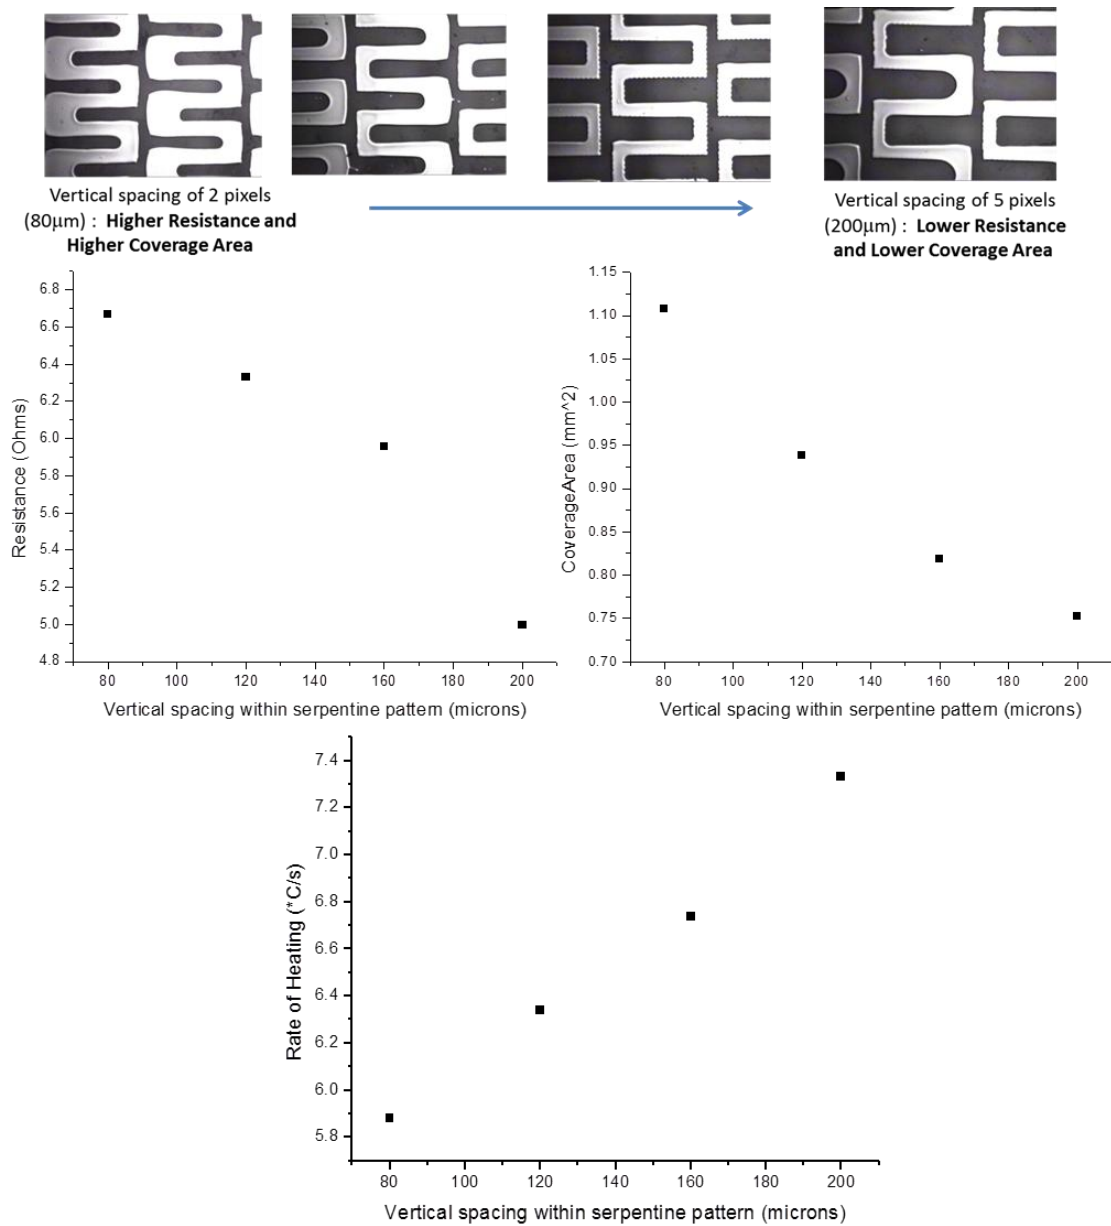 Vertical spacing of 2 pixels
(80μm) : Higher Resistance and
Higher Coverage Area
Vertical spacing of 5 pixels
(200μm) : Lower Resistance
and Lower Coverage Area
Resistance (Ohms)
6.8
6.6
6.4
6.2
6.0
5.8
5.6
5.4
5.2
5.0
4.8
80 100 120 140 160 180 200
Vertical spacing within serpentine pattern (microns)
CoverageArea (mm^2)
1.15
1.10
1.05
1.00
0.95
0.90
0.85
0.80
0.75
0.70
80 100 120 140 160 180 200
Vertical spacing within serpentine pattern (microns)
Rate of Heating (*C/s)
7.4
7.2
7.0
6.8
6.6
6.4
6.2
6.0
5.8
80 100 120 140 160 180 200
Vertical spacing within serpentine pattern (microns)